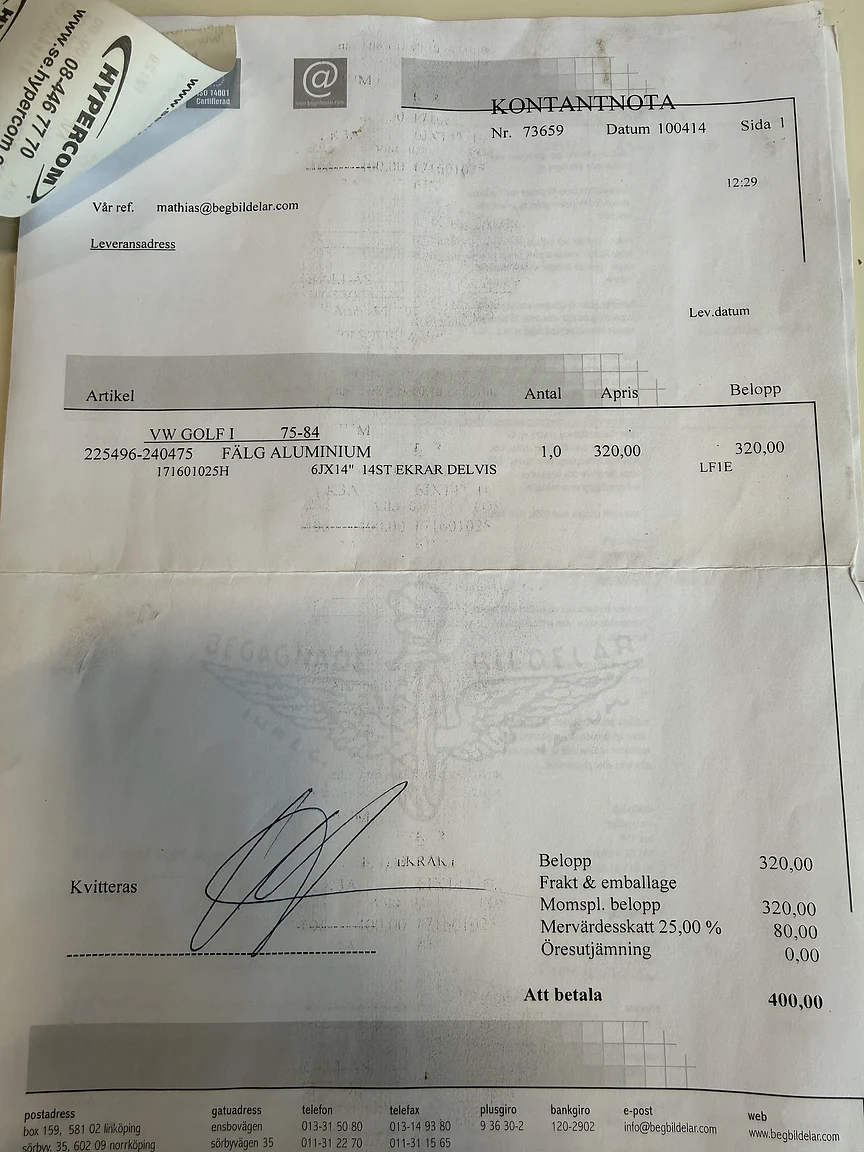 HYPERCOM
08-446 77 70
www.se.hypercom.
www.
ISO 14001
Certifierad
@
KONTANTNOTA
Nr. 73659 Datum 100414 Sida 1
12:29
Vår ref. mathias@begbildelar.com
Leveransadress
Lev.datum
Artikel Antal Apris Belopp
VW GOLF I 75-84
225496-240475 FÄLG ALUMINIUM 1,0 320,00 320,00
171601025H 6JX14" 14ST EKRAR DELVIS LF1E
Belopp 320,00
Kvitteras
Frakt & emballage
Momspl. belopp 320,00
Mervärdesskatt 25,00 % 80,00
Öresutjämning 0,00
Att betala 400,00
postadress gatuadress telefon telefax plusgiro bankgiro e-post web
box 159, 581 02 linköping ensbovägen 013-31 50 80 013-14 93 80 9 36 30-2 120-2902 info@begbildelar.com www.begbildelar.com
sörbyv. 35, 602 09 norrköping sörbyvägen 35 011-31 22 70 011-31 15 65